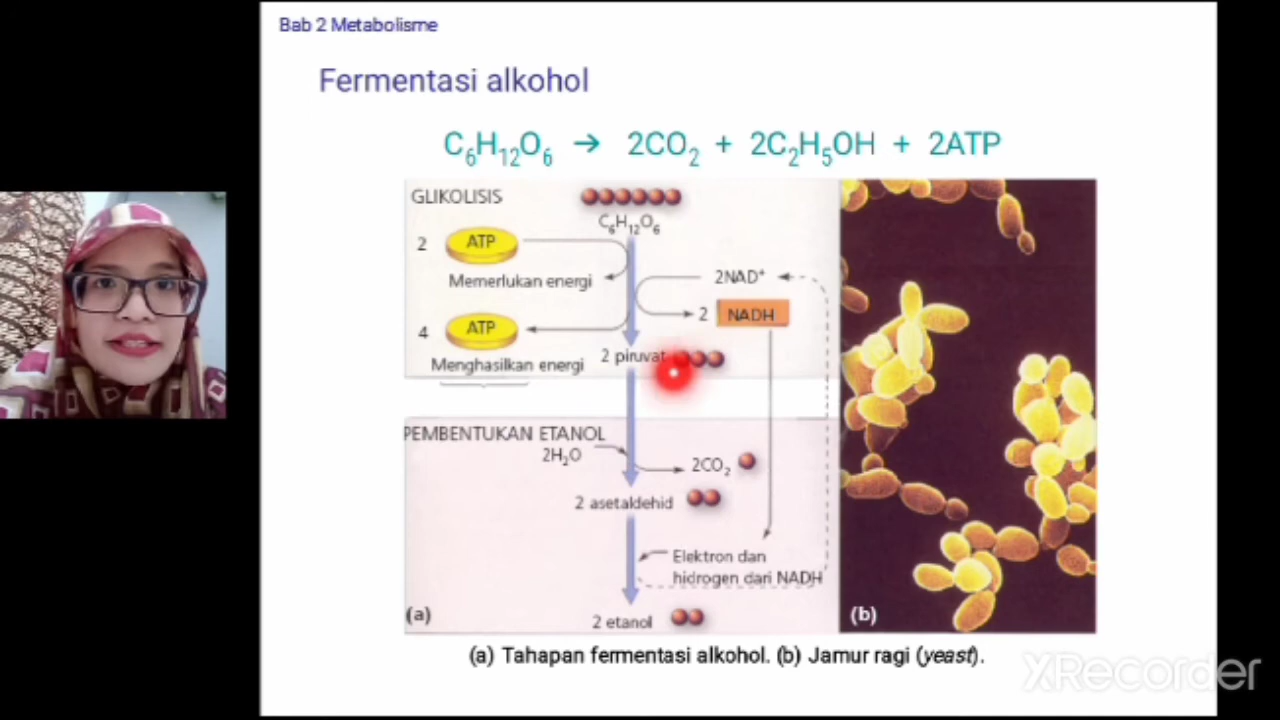 Bab 2 Metabolisme
Fermentasi alkohol
C₆H₁₂O₆ → 2CO₂ + 2C₂H₅OH + 2ATP
GLIKOLISIS
C₆H₁₂O₆
2 ATP
Memerlukan energi
2NAD⁺
2 NADH
4 ATP
Menghasilkan energi
2 piruvat
PEMBENTUKAN ETANOL
2H₂O
2CO₂
2 asetaldehid
Elektron dan
hidrogen dari NADH
2 etanol
(a)
(b)
(a) Tahapan fermentasi alkohol. (b) Jamur ragi (yeast).
XRecorder